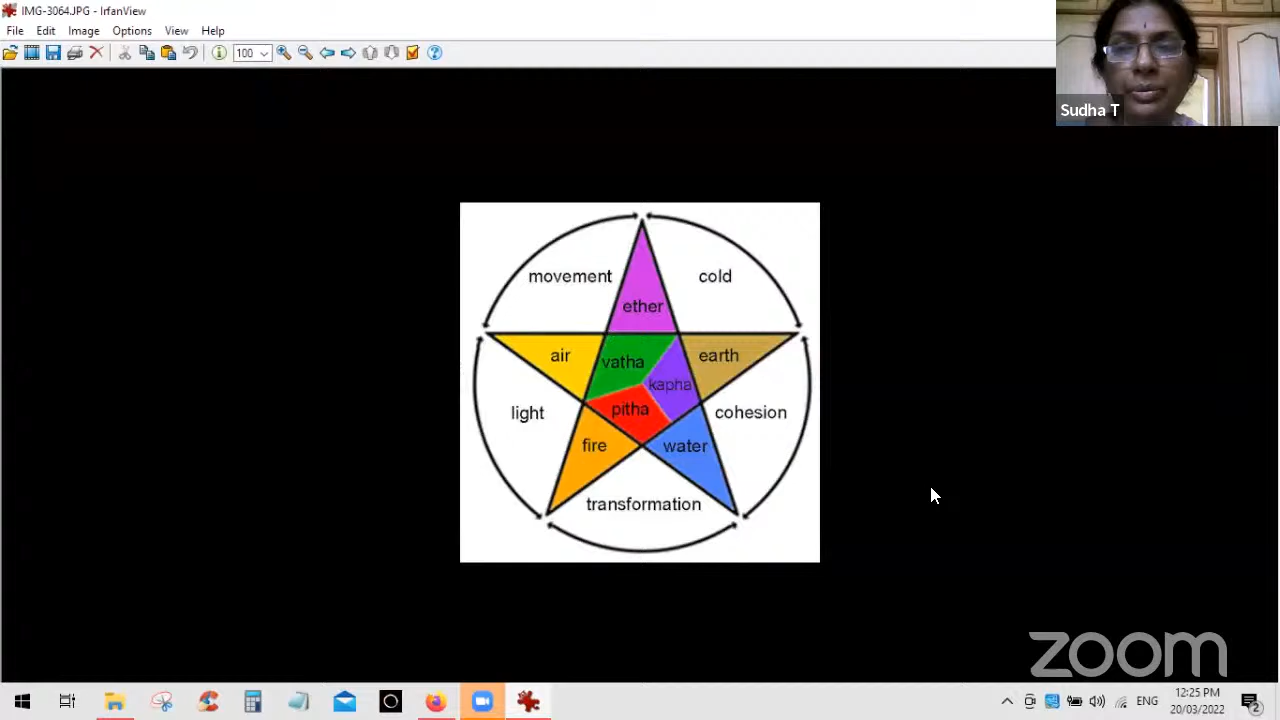 IMG-3064.JPG - IrfanView
File Edit Image Options View Help
100
Sudha T
movement
cold
ether
air
vatha
earth
kapha
light
pitha
cohesion
fire
water
transformation
zoom
ENG
12:25 PM
20/03/2022
2